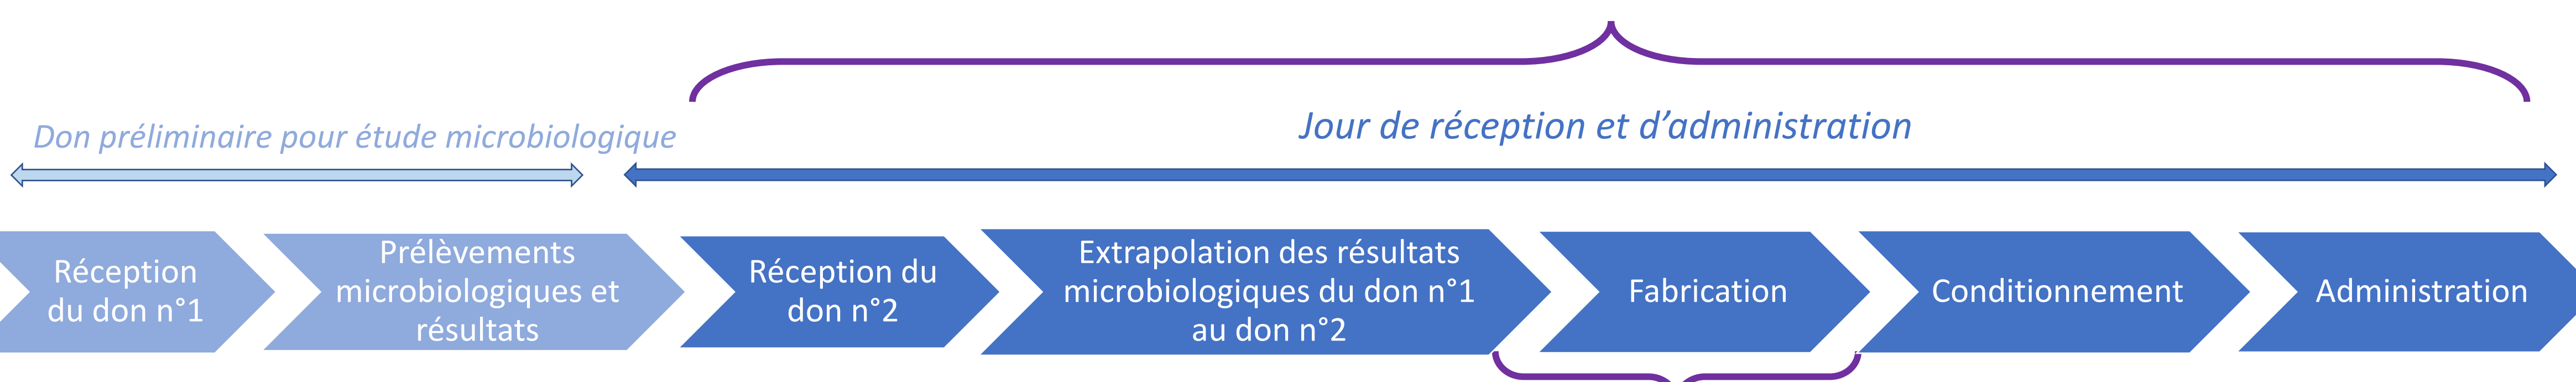 Don préliminaire pour étude microbiologique
Jour de réception et d’administration
Réception
du don n°1
Prélèvements
microbiologiques et
résultats
Réception du
don n°2
Extrapolation des résultats
microbiologiques du don n°1
au don n°2
Fabrication
Conditionnement
Administration